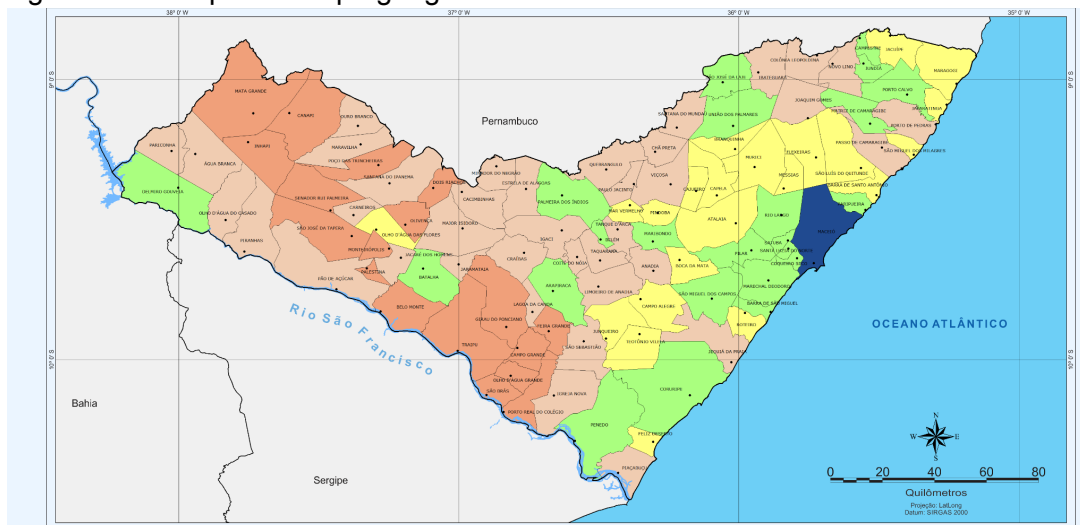 38° 0' W
37° 0' W
36° 0' W
35° 0' W
9° 0' S
9° 0' S
10° 0' S
10° 0' S
Pernambuco
Bahia
Sergipe
Rio São Francisco
OCEANO ATLÂNTICO
MATA GRANDE
CANAPI
OURO BRANCO
MARAVILHA
INHAPI
PARICONHA
ÁGUA BRANCA
DELMIRO GOUVEIA
OLHO D'ÁGUA DO CASADO
PIRANHAS
POÇO DAS TRINCHEIRAS
SANTANA DO IPANEMA
DOIS RIACHOS
SENADOR RUI PALMEIRA
CARNEIROS
SÃO JOSÉ DA TAPERA
OLIVENÇA
OLHO D'ÁGUA DAS FLORES
MONTEIRÓPOLIS
PALESTINA
PÃO DE AÇÚCAR
JACARÉ DOS HOMENS
BATALHA
BELO MONTE
MAJOR ISIDORO
JARAMATAIA
CACIMBINHAS
MINADOR DO NEGRÃO
ESTRELA DE ALAGOAS
PALMEIRA DOS ÍNDIOS
IGACI
CRAÍBAS
COITÉ DO NÓIA
ARAPIRACA
LAGOA DA CANOA
GIRAU DO PONCIANO
TRAIPU
FEIRA GRANDE
CAMPO GRANDE
OLHO D'ÁGUA GRANDE
SÃO BRÁS
PORTO REAL DO COLÉGIO
IGREJA NOVA
SÃO SEBASTIÃO
JUNQUEIRO
TEOTÔNIO VILELA
CAMPO ALEGRE
LIMOEIRO DE ANADIA
TAQUARANA
BELÉM
TANQUE D'ARCA
MAR VERMELHO
PAULO JACINTO
QUEBRANGULO
VIÇOSA
CHÃ PRETA
PINDOBA
MARIBONDO
ANADIA
BOCA DA MATA
ATALAIA
CAJUEIRO
CAPELA
SANTANA DO MUNDAÚ
SÃO JOSÉ DA LAJE
UNIÃO DOS PALMARES
BRANQUINHA
MURICI
MESSIAS
FLEXEIRAS
JOAQUIM GOMES
IBATEGUARA
COLÔNIA LEOPOLDINA
NOVO LINO
CAMPESTRE
JUNDIÁ
JACUÍPE
MARAGOGI
PORTO CALVO
JAPARATINGA
MATRIZ DE CAMARAGIBE
PORTO DE PEDRAS
PASSO DE CAMARAGIBE
SÃO MIGUEL DOS MILAGRES
SÃO LUÍS DO QUITUNDE
BARRA DE SANTO ANTÔNIO
PARIPUEIRA
MACEIÓ
RIO LARGO
SATUBA
SANTA LUZIA DO NORTE
COQUEIRO SECO
PILAR
MARECHAL DEODORO
SÃO MIGUEL DOS CAMPOS
BARRA DE SÃO MIGUEL
ROTEIRO
JEQUIÁ DA PRAIA
CORURIPE
PENEDO
FELIZ DESERTO
PIAÇABUÇU
N
W
E
S
0 20 40 60 80
Quilômetros
Projeção: LatLong
Datum: SIRGAS 2000